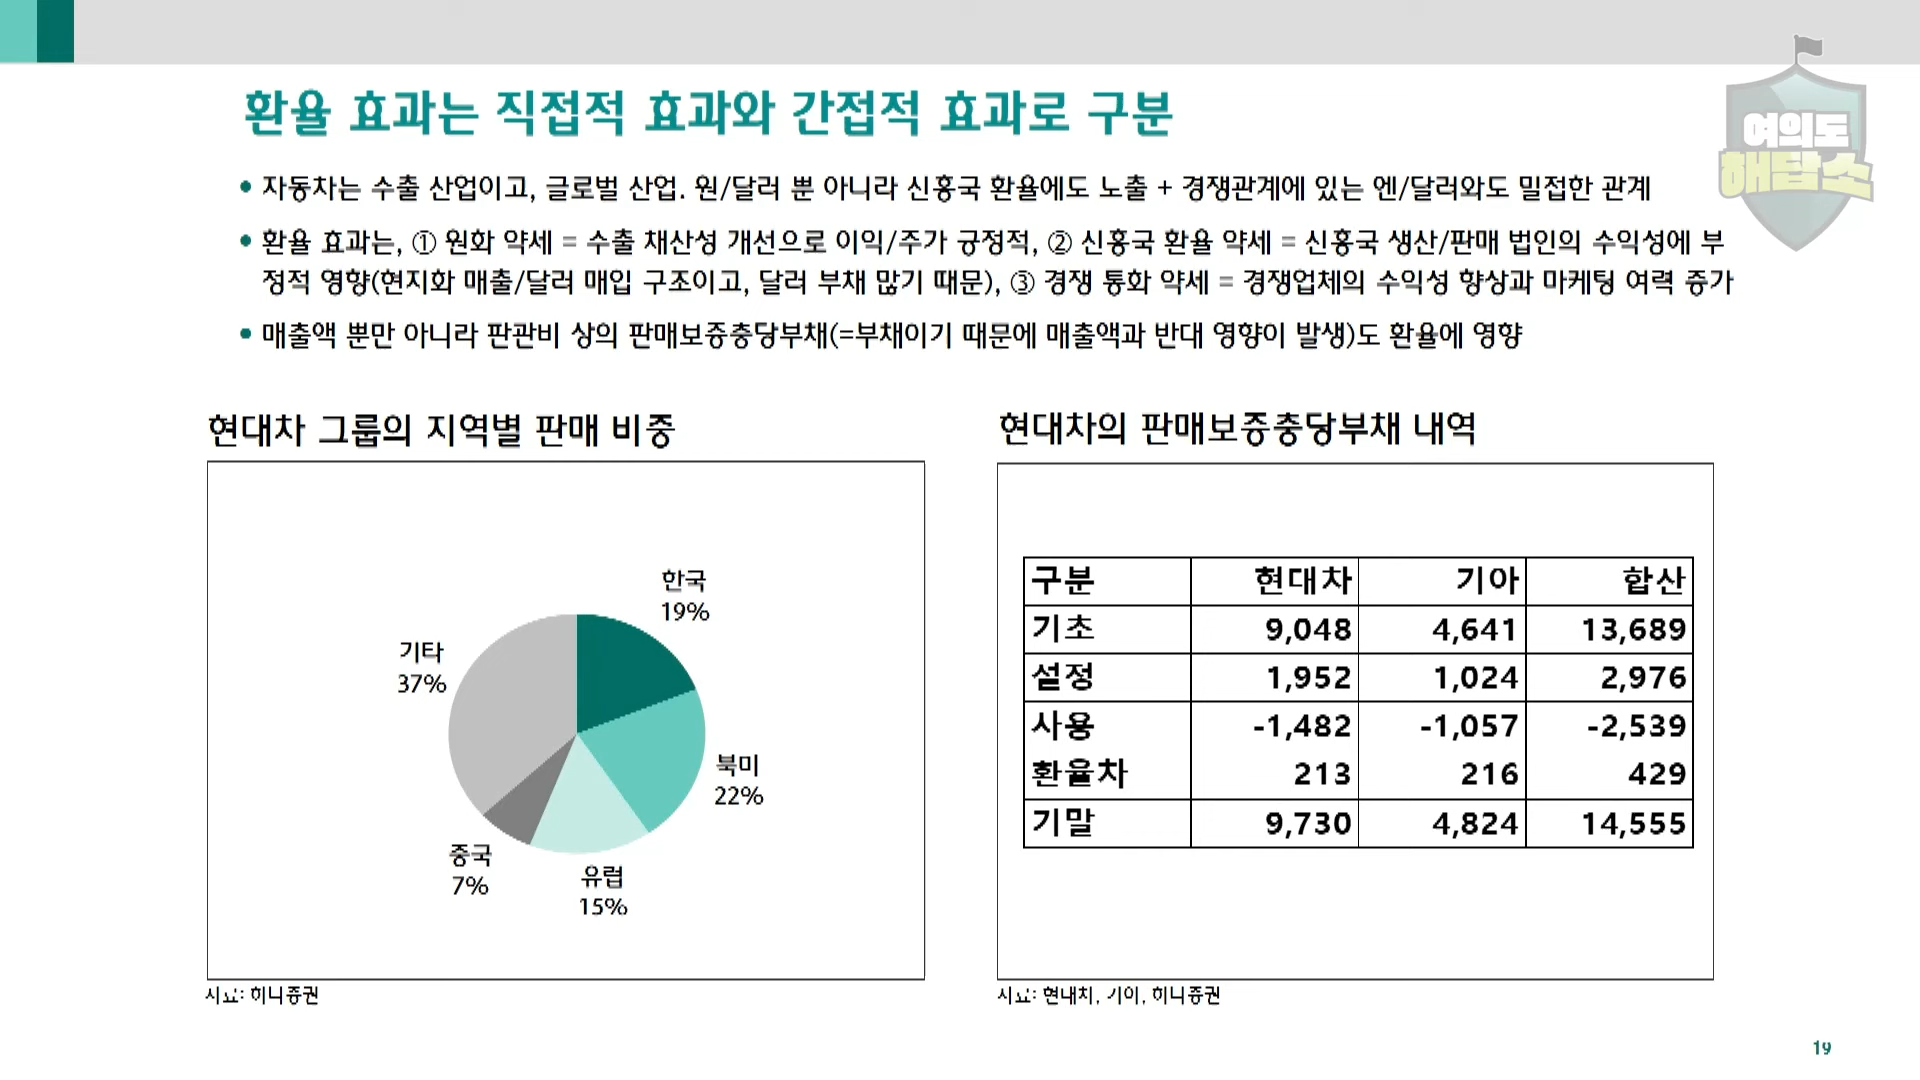 여의도
해답소
환율 효과는 직접적 효과와 간접적 효과로 구분
• 자동차는 수출 산업이고, 글로벌 산업. 원/달러 뿐 아니라 신흥국 환율에도 노출 + 경쟁관계에 있는 엔/달러와도 밀접한 관계
• 환율 효과는, ① 원화 약세 = 수출 채산성 개선으로 이익/주가 긍정적, ② 신흥국 환율 약세 = 신흥국 생산/판매 법인의 수익성에 부
정적 영향(현지화 매출/달러 매입 구조이고, 달러 부채 많기 때문), ③ 경쟁 통화 약세 = 경쟁업체의 수익성 향상과 마케팅 여력 증가
• 매출액 뿐만 아니라 판관비 상의 판매보증충당부채(=부채이기 때문에 매출액과 반대 영향이 발생)도 환율에 영향
현대차 그룹의 지역별 판매 비중
한국
19%
북미
22%
유럽
15%
중국
7%
기타
37%
자료: 하나증권
현대차의 판매보증충당부채 내역
구분 현대차 기아 합산
기초 9,048 4,641 13,689
설정 1,952 1,024 2,976
사용 -1,482 -1,057 -2,539
환율차 213 216 429
기말 9,730 4,824 14,555
자료: 현대차, 기아, 하나증권
19